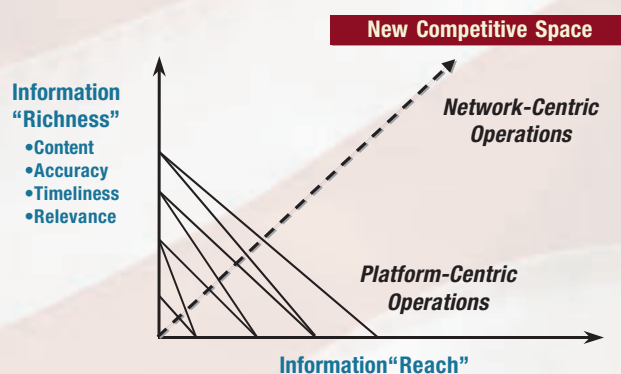 New Competitive Space
Information
“Richness”
•Content
•Accuracy
•Timeliness
•Relevance
Network-Centric
Operations
Platform-Centric
Operations
Information“Reach”